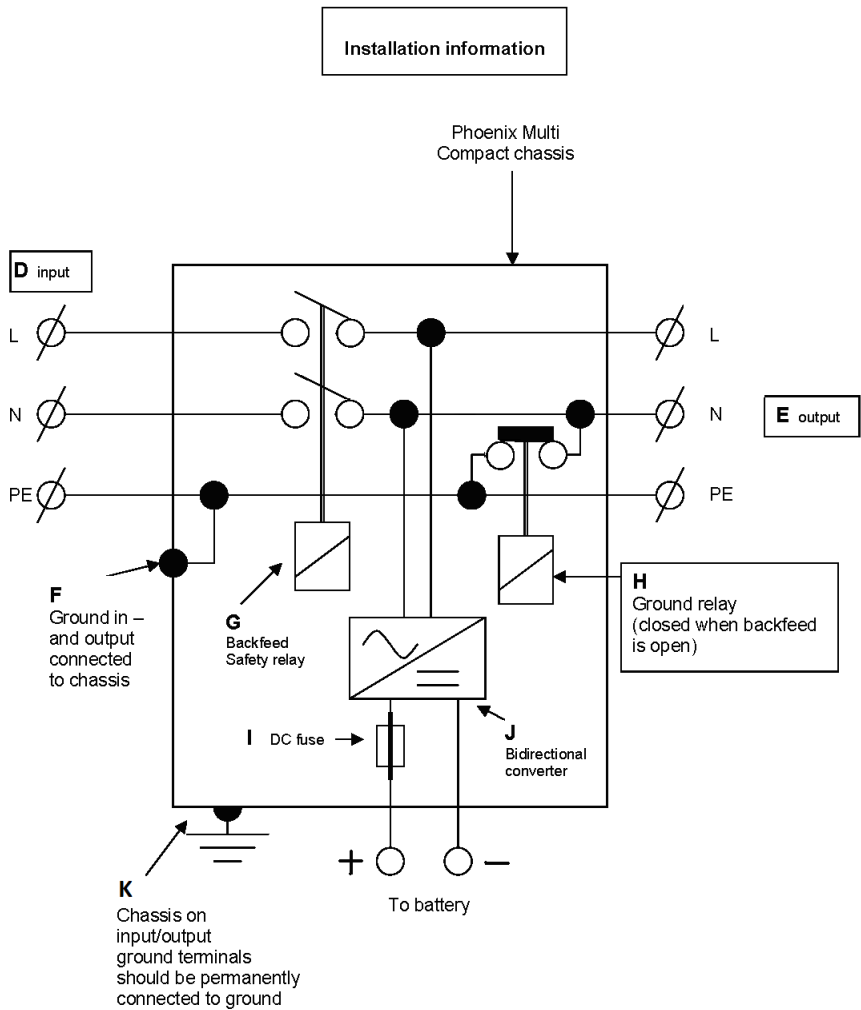 Installation information
Phoenix Multi
Compact chassis
D input
L
L
N
N
E output
PE
PE
F
Ground in –
and output
connected
to chassis
G
Backfeed
Safety relay
H
Ground relay
(closed when backfeed
is open)
I DC fuse
J
Bidirectional
converter
+
–
To battery
K
Chassis on
input/output
ground terminals
should be permanently
connected to ground